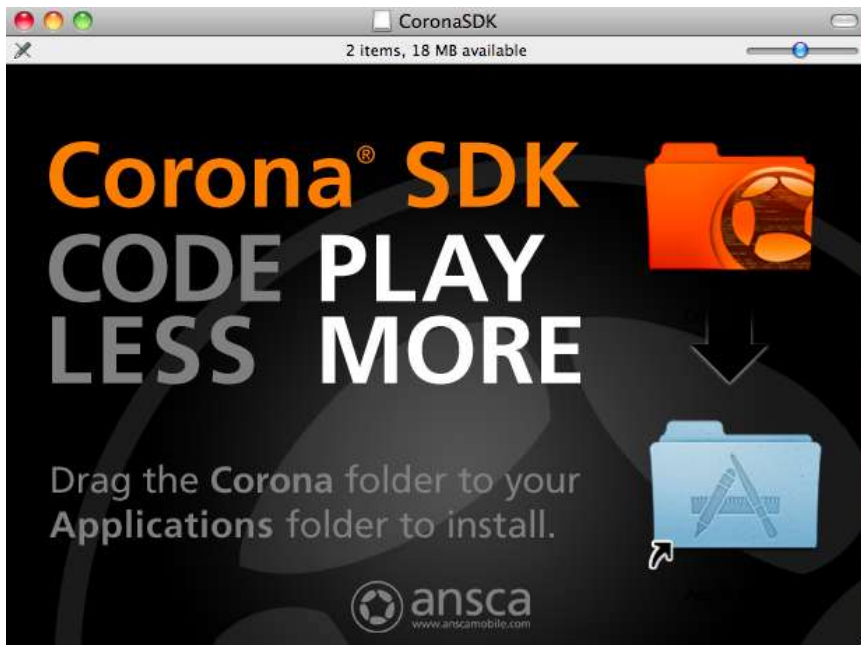 CoronaSDK
2 items, 18 MB available
Corona® SDK
CODE PLAY
LESS MORE
Drag the Corona folder to your
Applications folder to install.
ansca
www.anscamobile.com